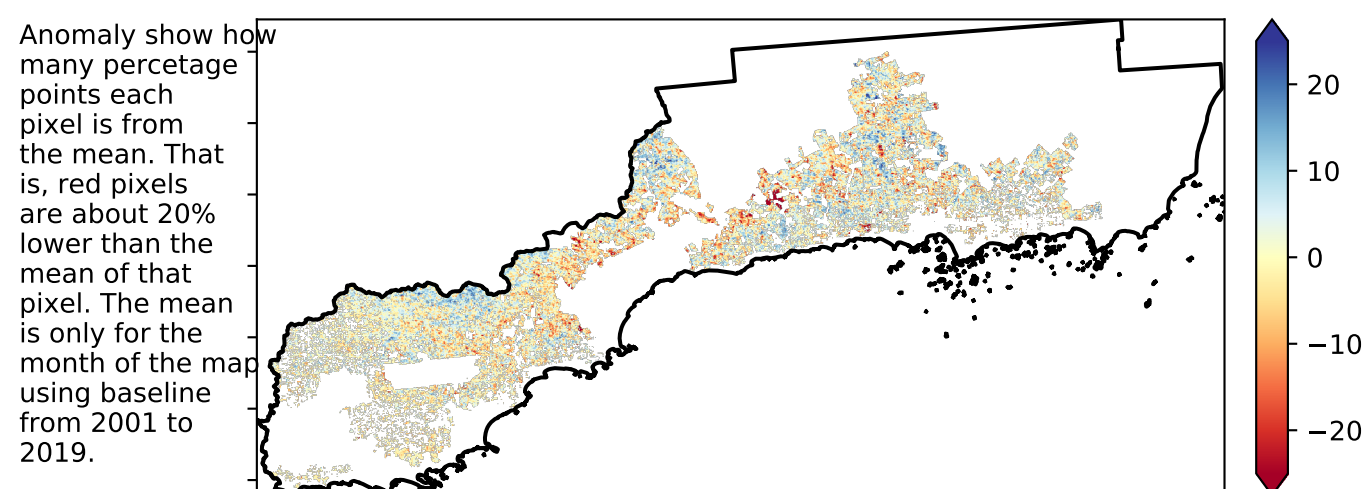 Anomaly show how
many percetage
points each
pixel is from
the mean. That
is, red pixels
are about 20%
lower than the
mean of that
pixel. The mean
is only for the
month of the map
using baseline
from 2001 to
2019.
20
10
0
−10
−20